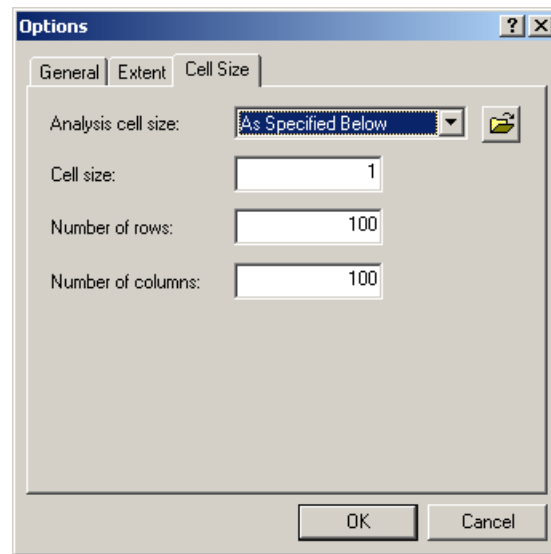 Options
General Extent Cell Size
Analysis cell size: As Specified Below
Cell size: 1
Number of rows: 100
Number of columns: 100
OK Cancel